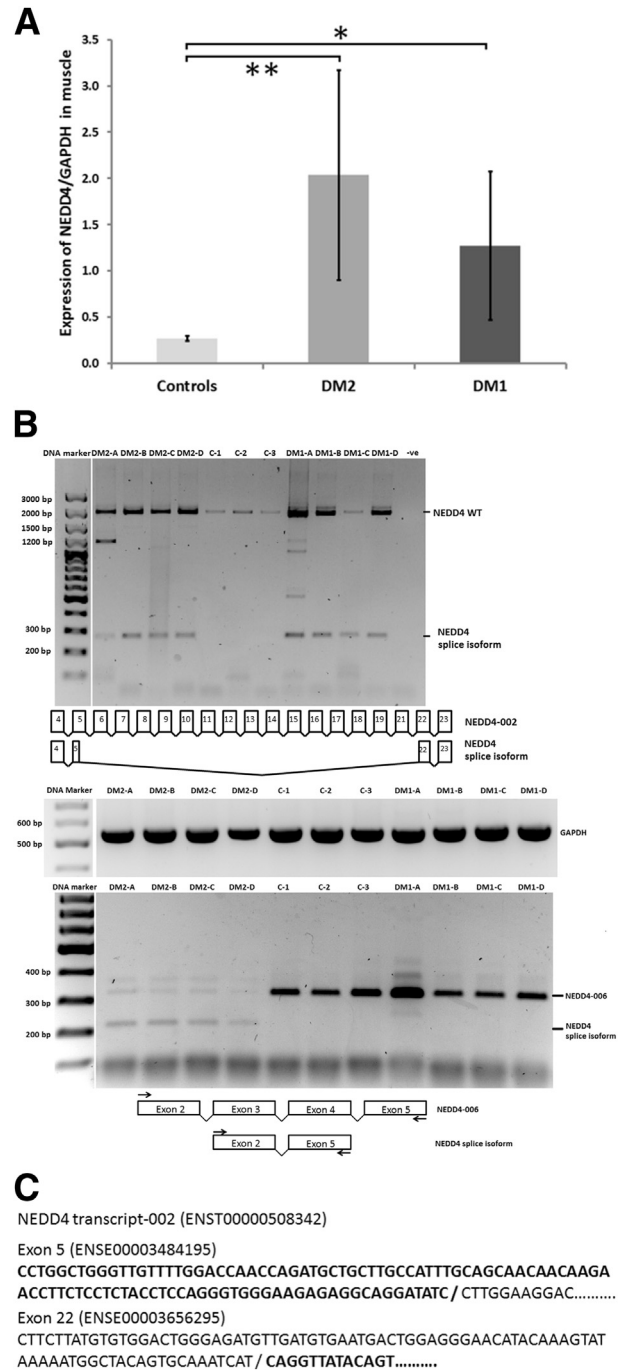 A
Expression of NEDD4/GAPDH in muscle
3.5
3.0
2.5
2.0
1.5
1.0
0.5
0.0
*
**
Controls DM2 DM1
B
DNA marker DM2-A DM2-B DM2-C DM2-D C-1 C-2 C-3 DM1-A DM1-B DM1-C DM1-D -ve
3000 bp
2000 bp
1500 bp
1200 bp
300 bp
200 bp
NEDD4 WT
NEDD4
splice isoform
4 5 6 7 8 9 10 11 12 13 14 15 16 17 18 19 21 22 23 NEDD4-002
4 5 22 23 NEDD4
splice isoform
DNA Marker DM2-A DM2-B DM2-C DM2-D C-1 C-2 C-3 DM1-A DM1-B DM1-C DM1-D
600 bp
500 bp
GAPDH
DNA marker DM2-A DM2-B DM2-C DM2-D C-1 C-2 C-3 DM1-A DM1-B DM1-C DM1-D
400 bp
300 bp
200 bp
NEDD4-006
NEDD4
splice isoform
Exon 2 Exon 3 Exon 4 Exon 5 NEDD4-006
Exon 2 Exon 5 NEDD4 splice isoform
C
NEDD4 transcript-002 (ENST00000508342)
Exon 5 (ENSE00003484195)
CCTGGCTGGGTTGTTTTGGACCAACCAGATGCTGCTTGCCATTTGCAGCAACAACAAGA
ACCTTCTCCTCTACCTCCAGGGTGGGAAGAGAGGCAGGATATC / CTTGGAAGGAC..........
Exon 22 (ENSE00003656295)
CTTCTTATGTGTGGACTGGGAGATGTTGATGTGAATGACTGGAGGGAACATACAAAGTAT
AAAAATGGCTACAGTGCAAATCAT / CAGGTTATACAGT..........